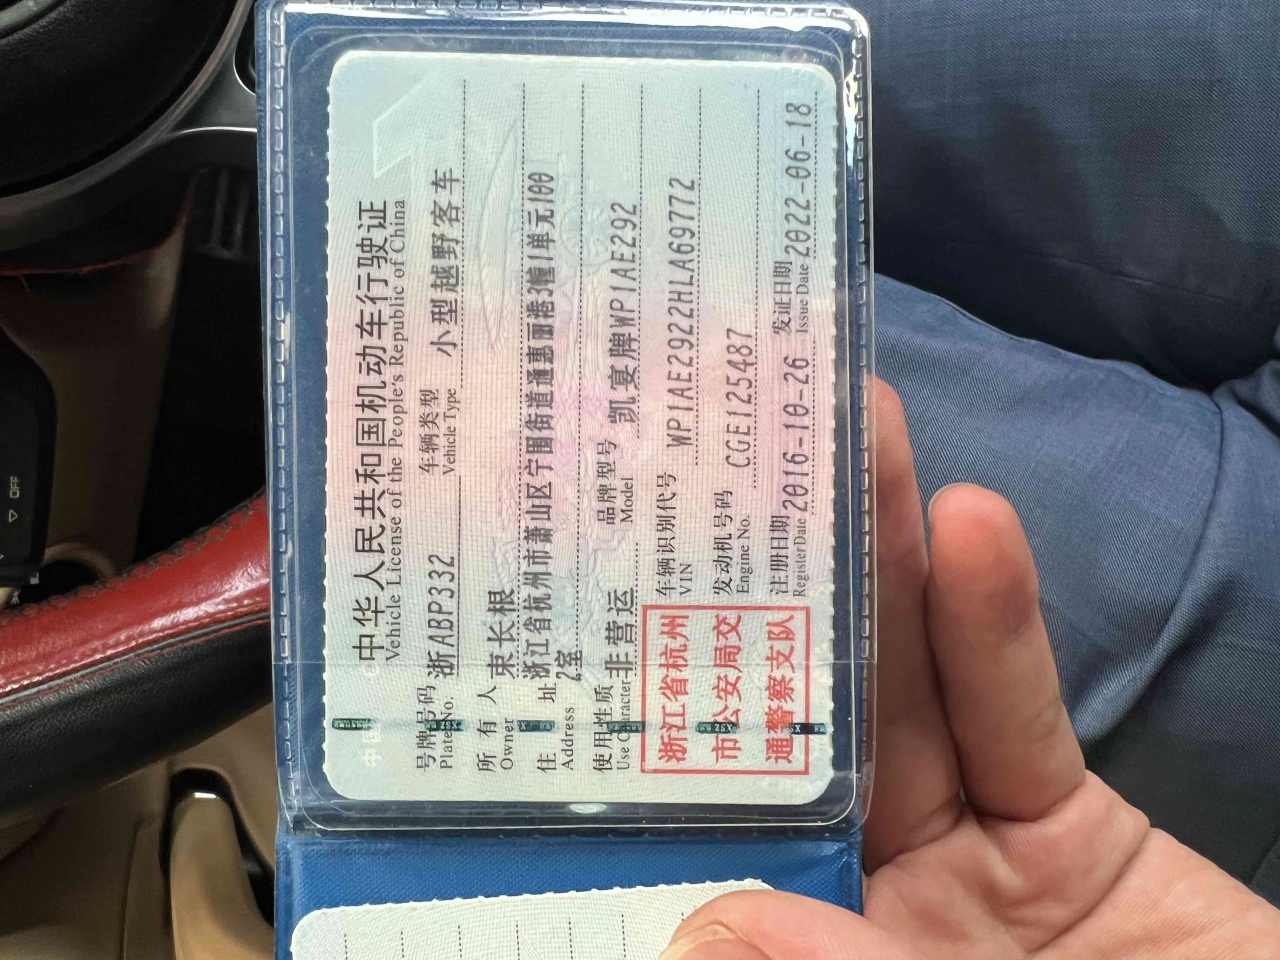 中华人民共和国机动车行驶证
Vehicle License of the People's Republic of China
号牌号码 浙ABP332 车辆类型 小型越野客车
Plate No. Vehicle Type
所有人 束长根
Owner
住址 浙江省杭州市萧山区宁围街道通惠丽港3幢1单元100
Address 2室
使用性质 非营运 品牌型号 凯宴牌WP1AE292
Use Character Model
车辆识别代号 WP1AE2922HLA69772
VIN
发动机号码 CGE125487
Engine No.
注册日期 2016-10-26 发证日期 2022-06-18
Register Date Issue Date
浙江省杭州
市公安局交
通警察支队
OFF